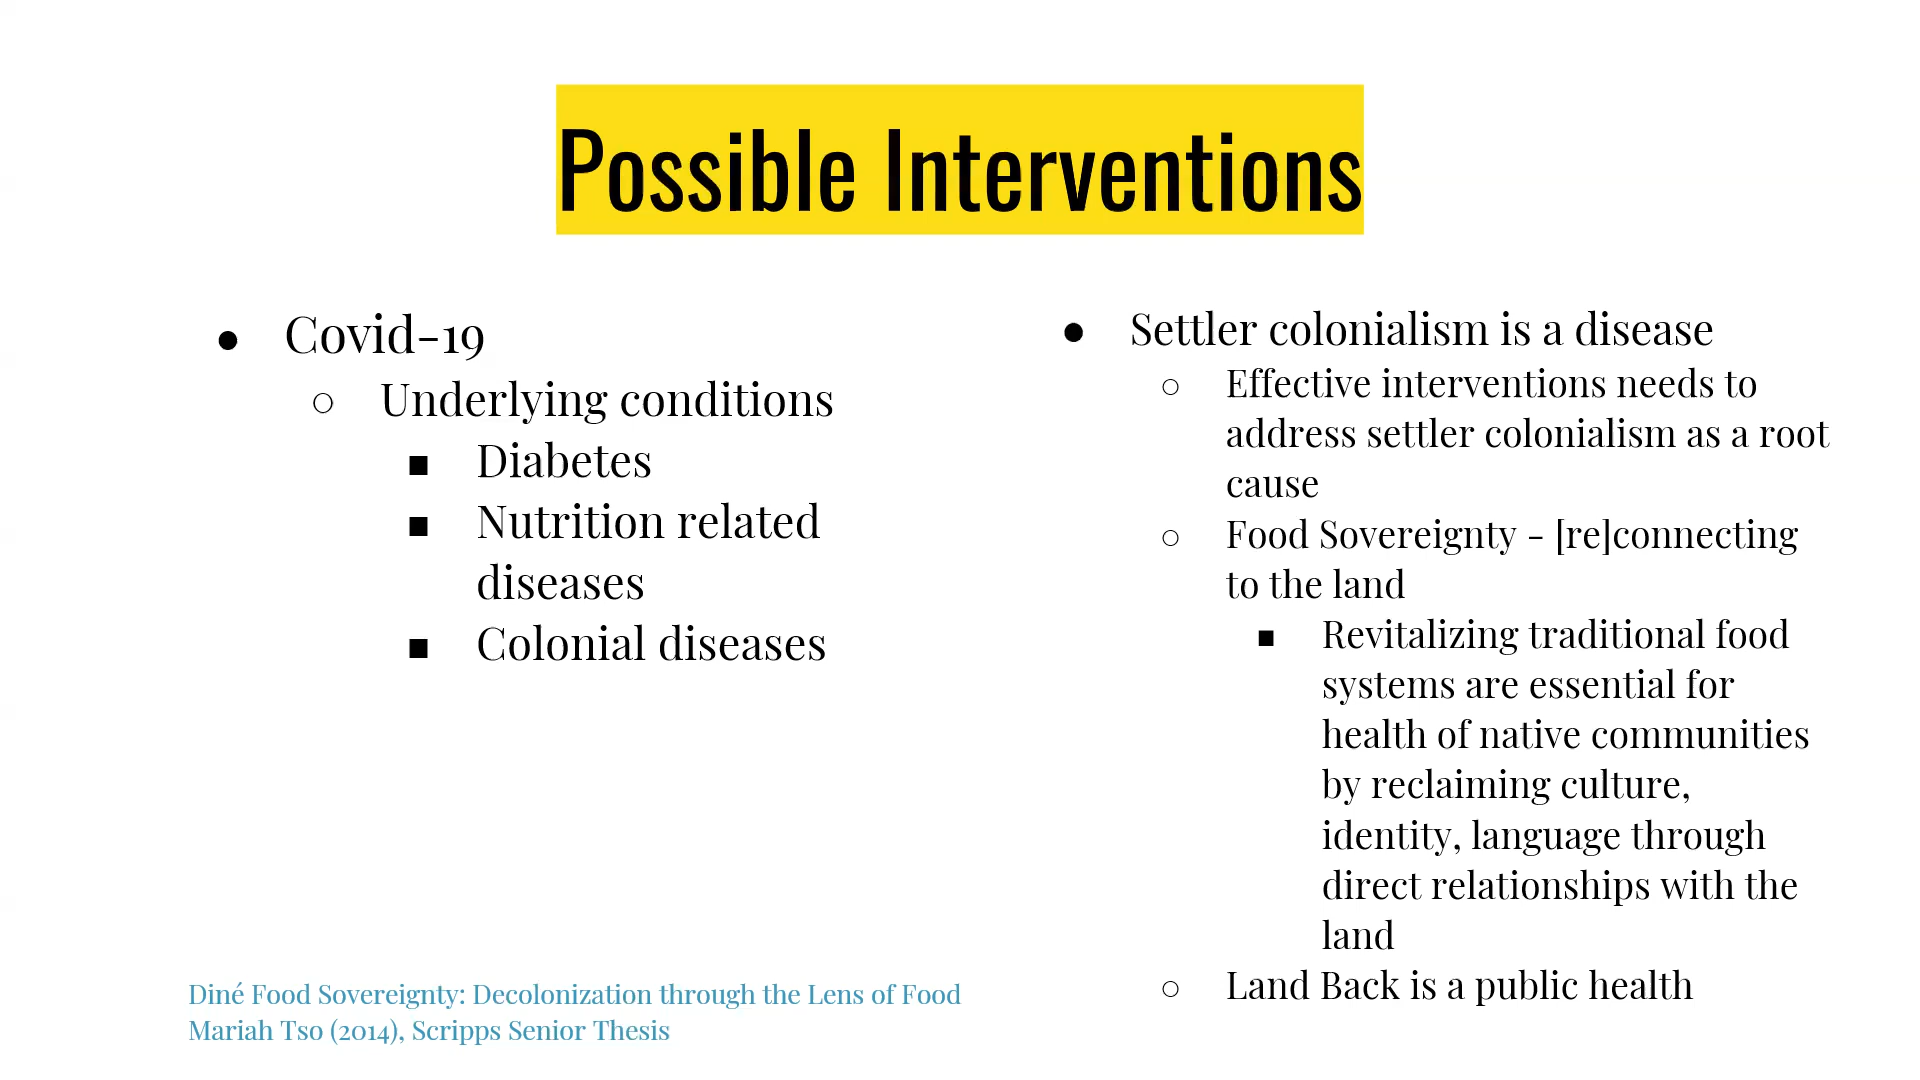 Possible Interventions
● Covid-19
○ Underlying conditions
■ Diabetes
■ Nutrition related
diseases
■ Colonial diseases
● Settler colonialism is a disease
○ Effective interventions needs to
address settler colonialism as a root
cause
○ Food Sovereignty - [re]connecting
to the land
■ Revitalizing traditional food
systems are essential for
health of native communities
by reclaiming culture,
identity, language through
direct relationships with the
land
○ Land Back is a public health
Diné Food Sovereignty: Decolonization through the Lens of Food
Mariah Tso (2014), Scripps Senior Thesis